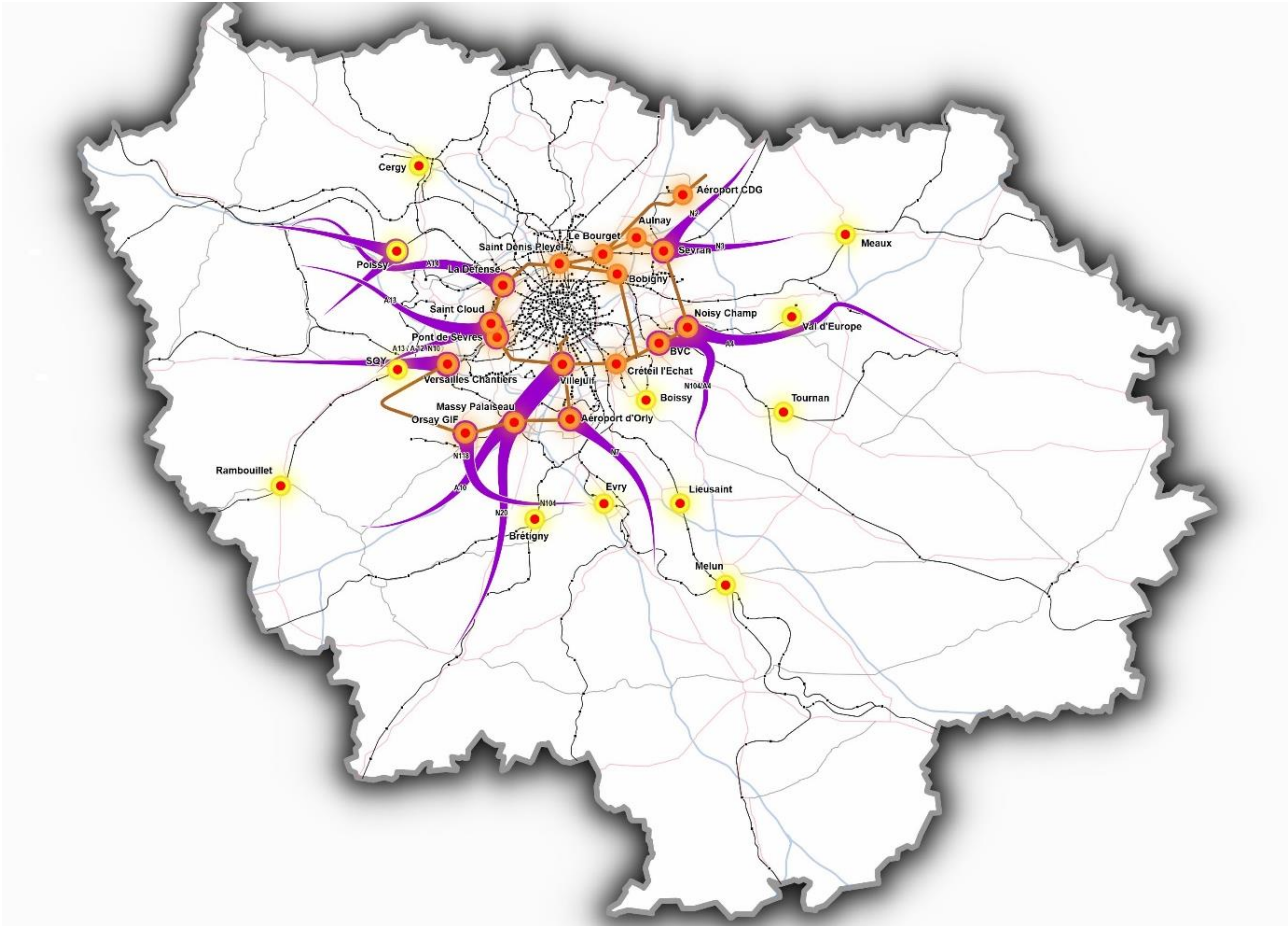 Cergy
Aéroport CDG
N2
Aulnay
Le Bourget
Saint Denis Pleyel
Sevran
N3
Meaux
Poissy
A14
La Défense
Bobigny
A13
Saint Cloud
Noisy Champ
Val d'Europe
Pont de Sèvres
A13 / A 12 /N10
BVC
A4
SQY
Versailles Chantiers
Villejuif
Créteil l'Echat
N104/A4
Boissy
Tournan
Massy Palaiseau
Orsay GIF
Aéroport d'Orly
N118
N7
Rambouillet
A10
Evry
Lieusaint
N104
N20
Brétigny
Melun